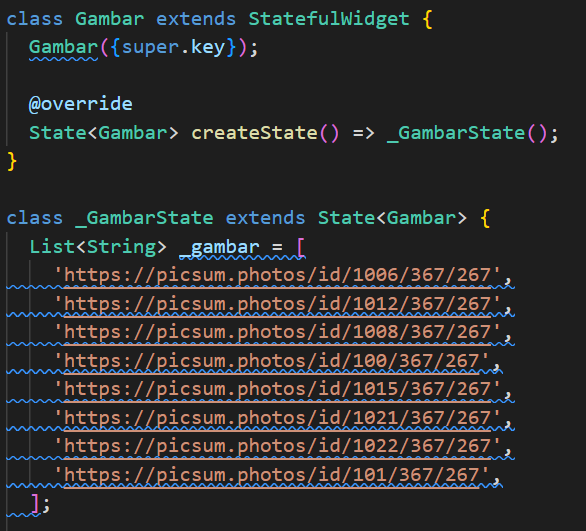 class Gambar extends StatefulWidget {
  Gambar({super.key});

  @override
  State<Gambar> createState() => _GambarState();
}

class _GambarState extends State<Gambar> {
  List<String> _gambar = [
    'https://picsum.photos/id/1006/367/267',
    'https://picsum.photos/id/1012/367/267',
    'https://picsum.photos/id/1008/367/267',
    'https://picsum.photos/id/100/367/267',
    'https://picsum.photos/id/1015/367/267',
    'https://picsum.photos/id/1021/367/267',
    'https://picsum.photos/id/1022/367/267',
    'https://picsum.photos/id/101/367/267',
  ];